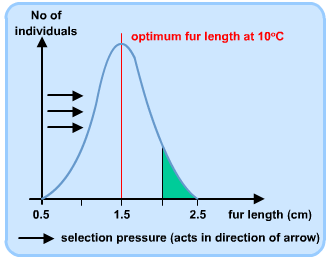 No of
individuals
optimum fur length at 10°C
0.5
1.5
2.5
fur length (cm)
selection pressure (acts in direction of arrow)